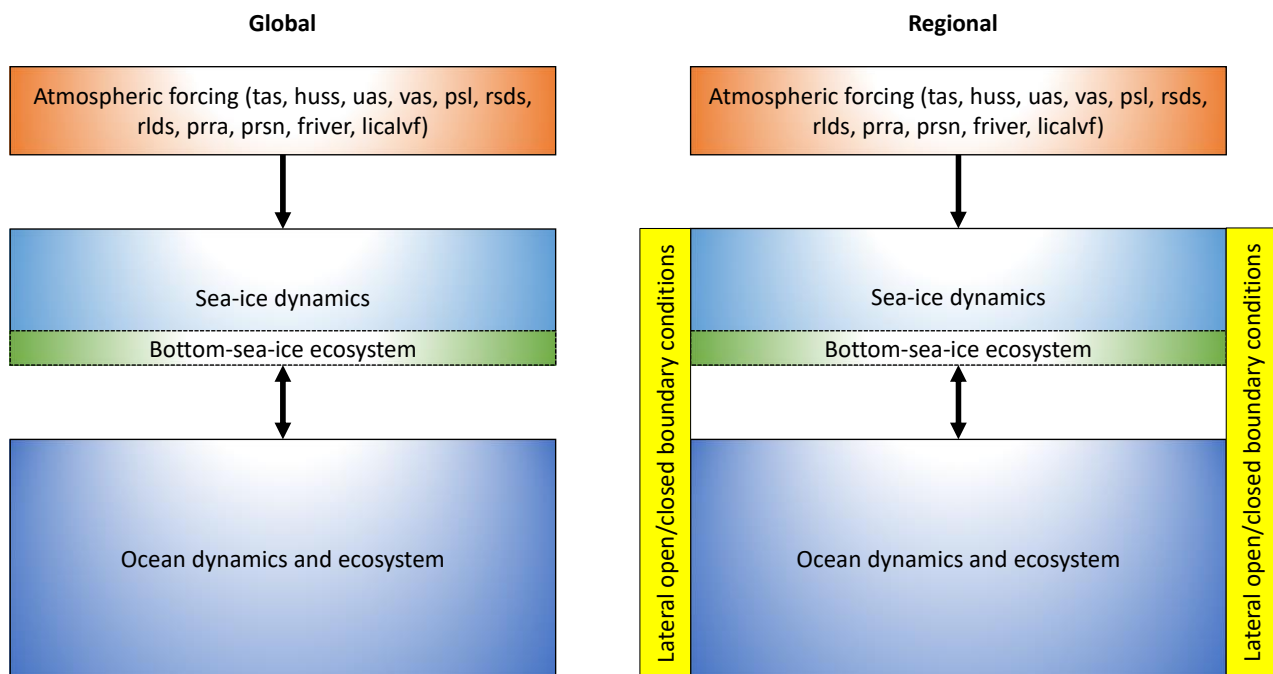 Global
Atmospheric forcing (tas, huss, uas, vas, psl, rsds,
rlds, prra, prsn, friver, licalvf)
Sea-ice dynamics
Bottom-sea-ice ecosystem
Ocean dynamics and ecosystem
Regional
Atmospheric forcing (tas, huss, uas, vas, psl, rsds,
rlds, prra, prsn, friver, licalvf)
Lateral open/closed boundary conditions
Sea-ice dynamics
Bottom-sea-ice ecosystem
Ocean dynamics and ecosystem
Lateral open/closed boundary conditions